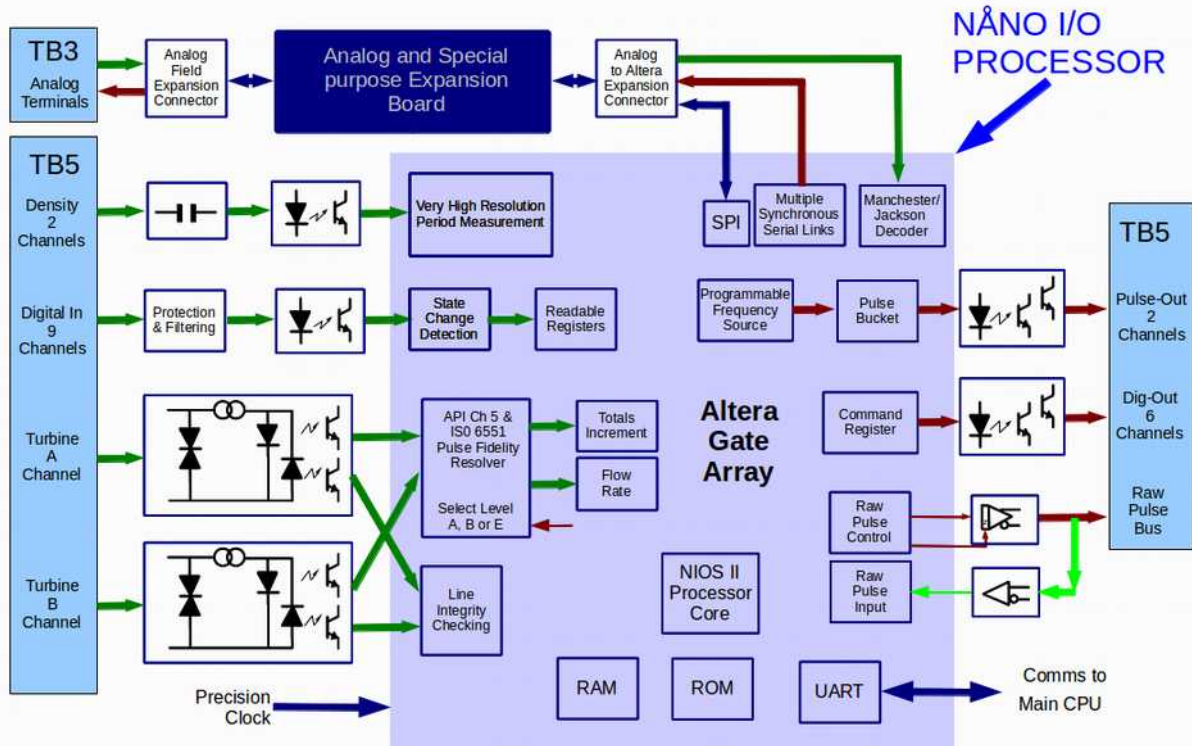 NÅNO I/O
PROCESSOR
TB3
Analog
Terminals
Analog
Field
Expansion
Connector
Analog and Special
purpose Expansion
Board
Analog
to Altera
Expansion
Connector
TB5
Density
2
Channels
Digital In
9
Channels
Turbine
A
Channel
Turbine
B
Channel
Protection
& Filtering
Very High Resolution
Period Measurement
State
Change
Detection
Readable
Registers
API Ch 5 &
IS0 6551
Pulse Fidelity
Resolver
Select Level
A, B or E
Totals
Increment
Flow
Rate
Line
Integrity
Checking
Precision
Clock
SPI
Multiple
Synchronous
Serial Links
Manchester/
Jackson
Decoder
Programmable
Frequency
Source
Pulse
Bucket
Altera
Gate
Array
Command
Register
Raw
Pulse
Control
Raw
Pulse
Input
NIOS II
Processor
Core
RAM
ROM
UART
Comms to
Main CPU
TB5
Pulse-Out
2
Channels
Dig-Out
6
Channels
Raw
Pulse
Bus